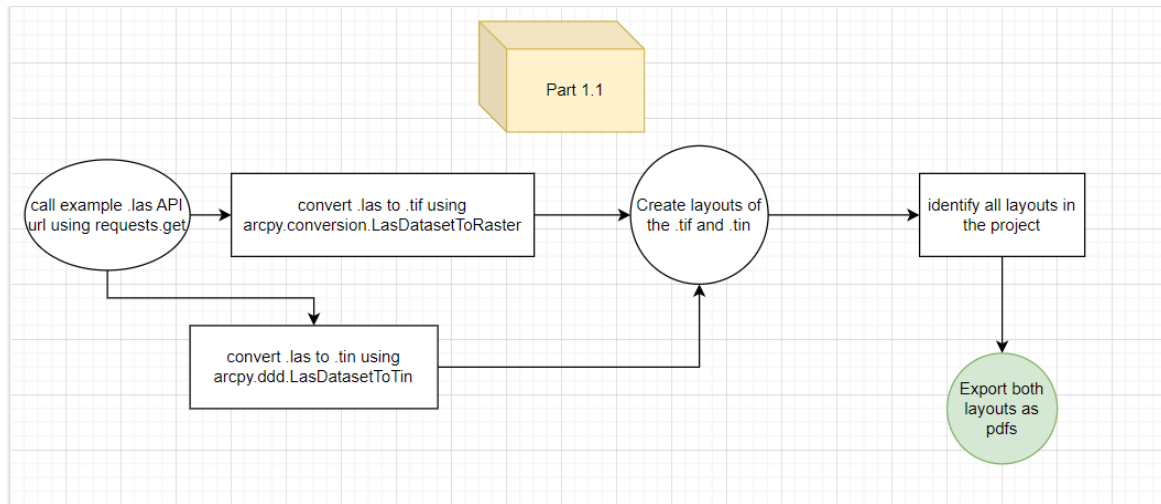 Part 1.1
call example .las API
url using requests.get
convert .las to .tif using
arcpy.conversion.LasDatasetToRaster
Create layouts of
the .tif and .tin
identify all layouts in
the project
convert .las to .tin using
arcpy.ddd.LasDatasetToTin
Export both
layouts as
pdfs